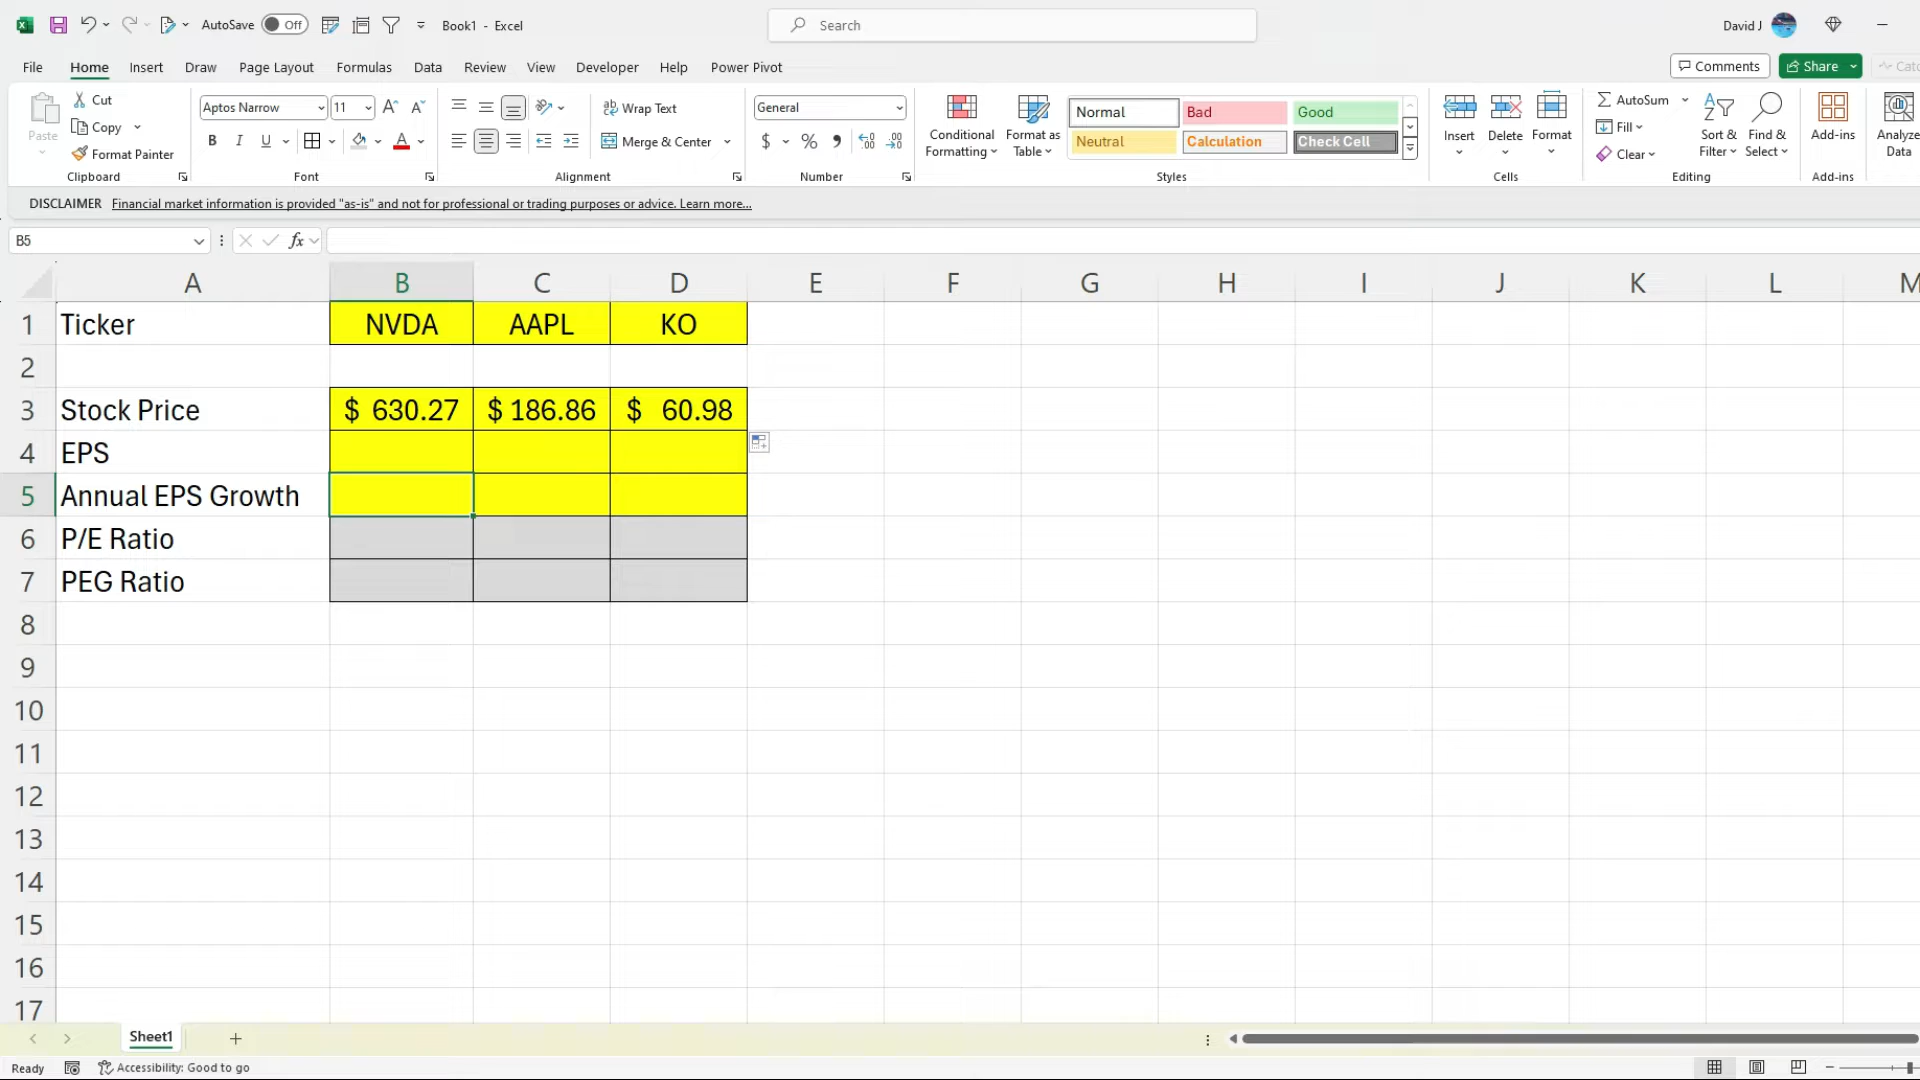 AutoSave Off Book1 - Excel Search David J
File Home Insert Draw Page Layout Formulas Data Review View Developer Help Power Pivot Comments Share Catc
Paste Cut Copy Format Painter Clipboard
Aptos Narrow 11 B I U Font
Wrap Text Merge & Center Alignment
General $ % , Number
Conditional Formatting Format as Table
Normal Bad Good
Neutral Calculation Check Cell
Styles
Insert Delete Format Cells
AutoSum Fill Clear Sort & Filter Find & Select Editing
Add-ins Add-ins
Analyze Data
DISCLAIMER Financial market information is provided "as-is" and not for professional or trading purposes or advice. Learn more...
B5 fx
A B C D E F G H I J K L M
1 Ticker NVDA AAPL KO
2
3 Stock Price $ 630.27 $ 186.86 $ 60.98
4 EPS
5 Annual EPS Growth
6 P/E Ratio
7 PEG Ratio
8
9
10
11
12
13
14
15
16
17
Sheet1
Ready Accessibility: Good to go